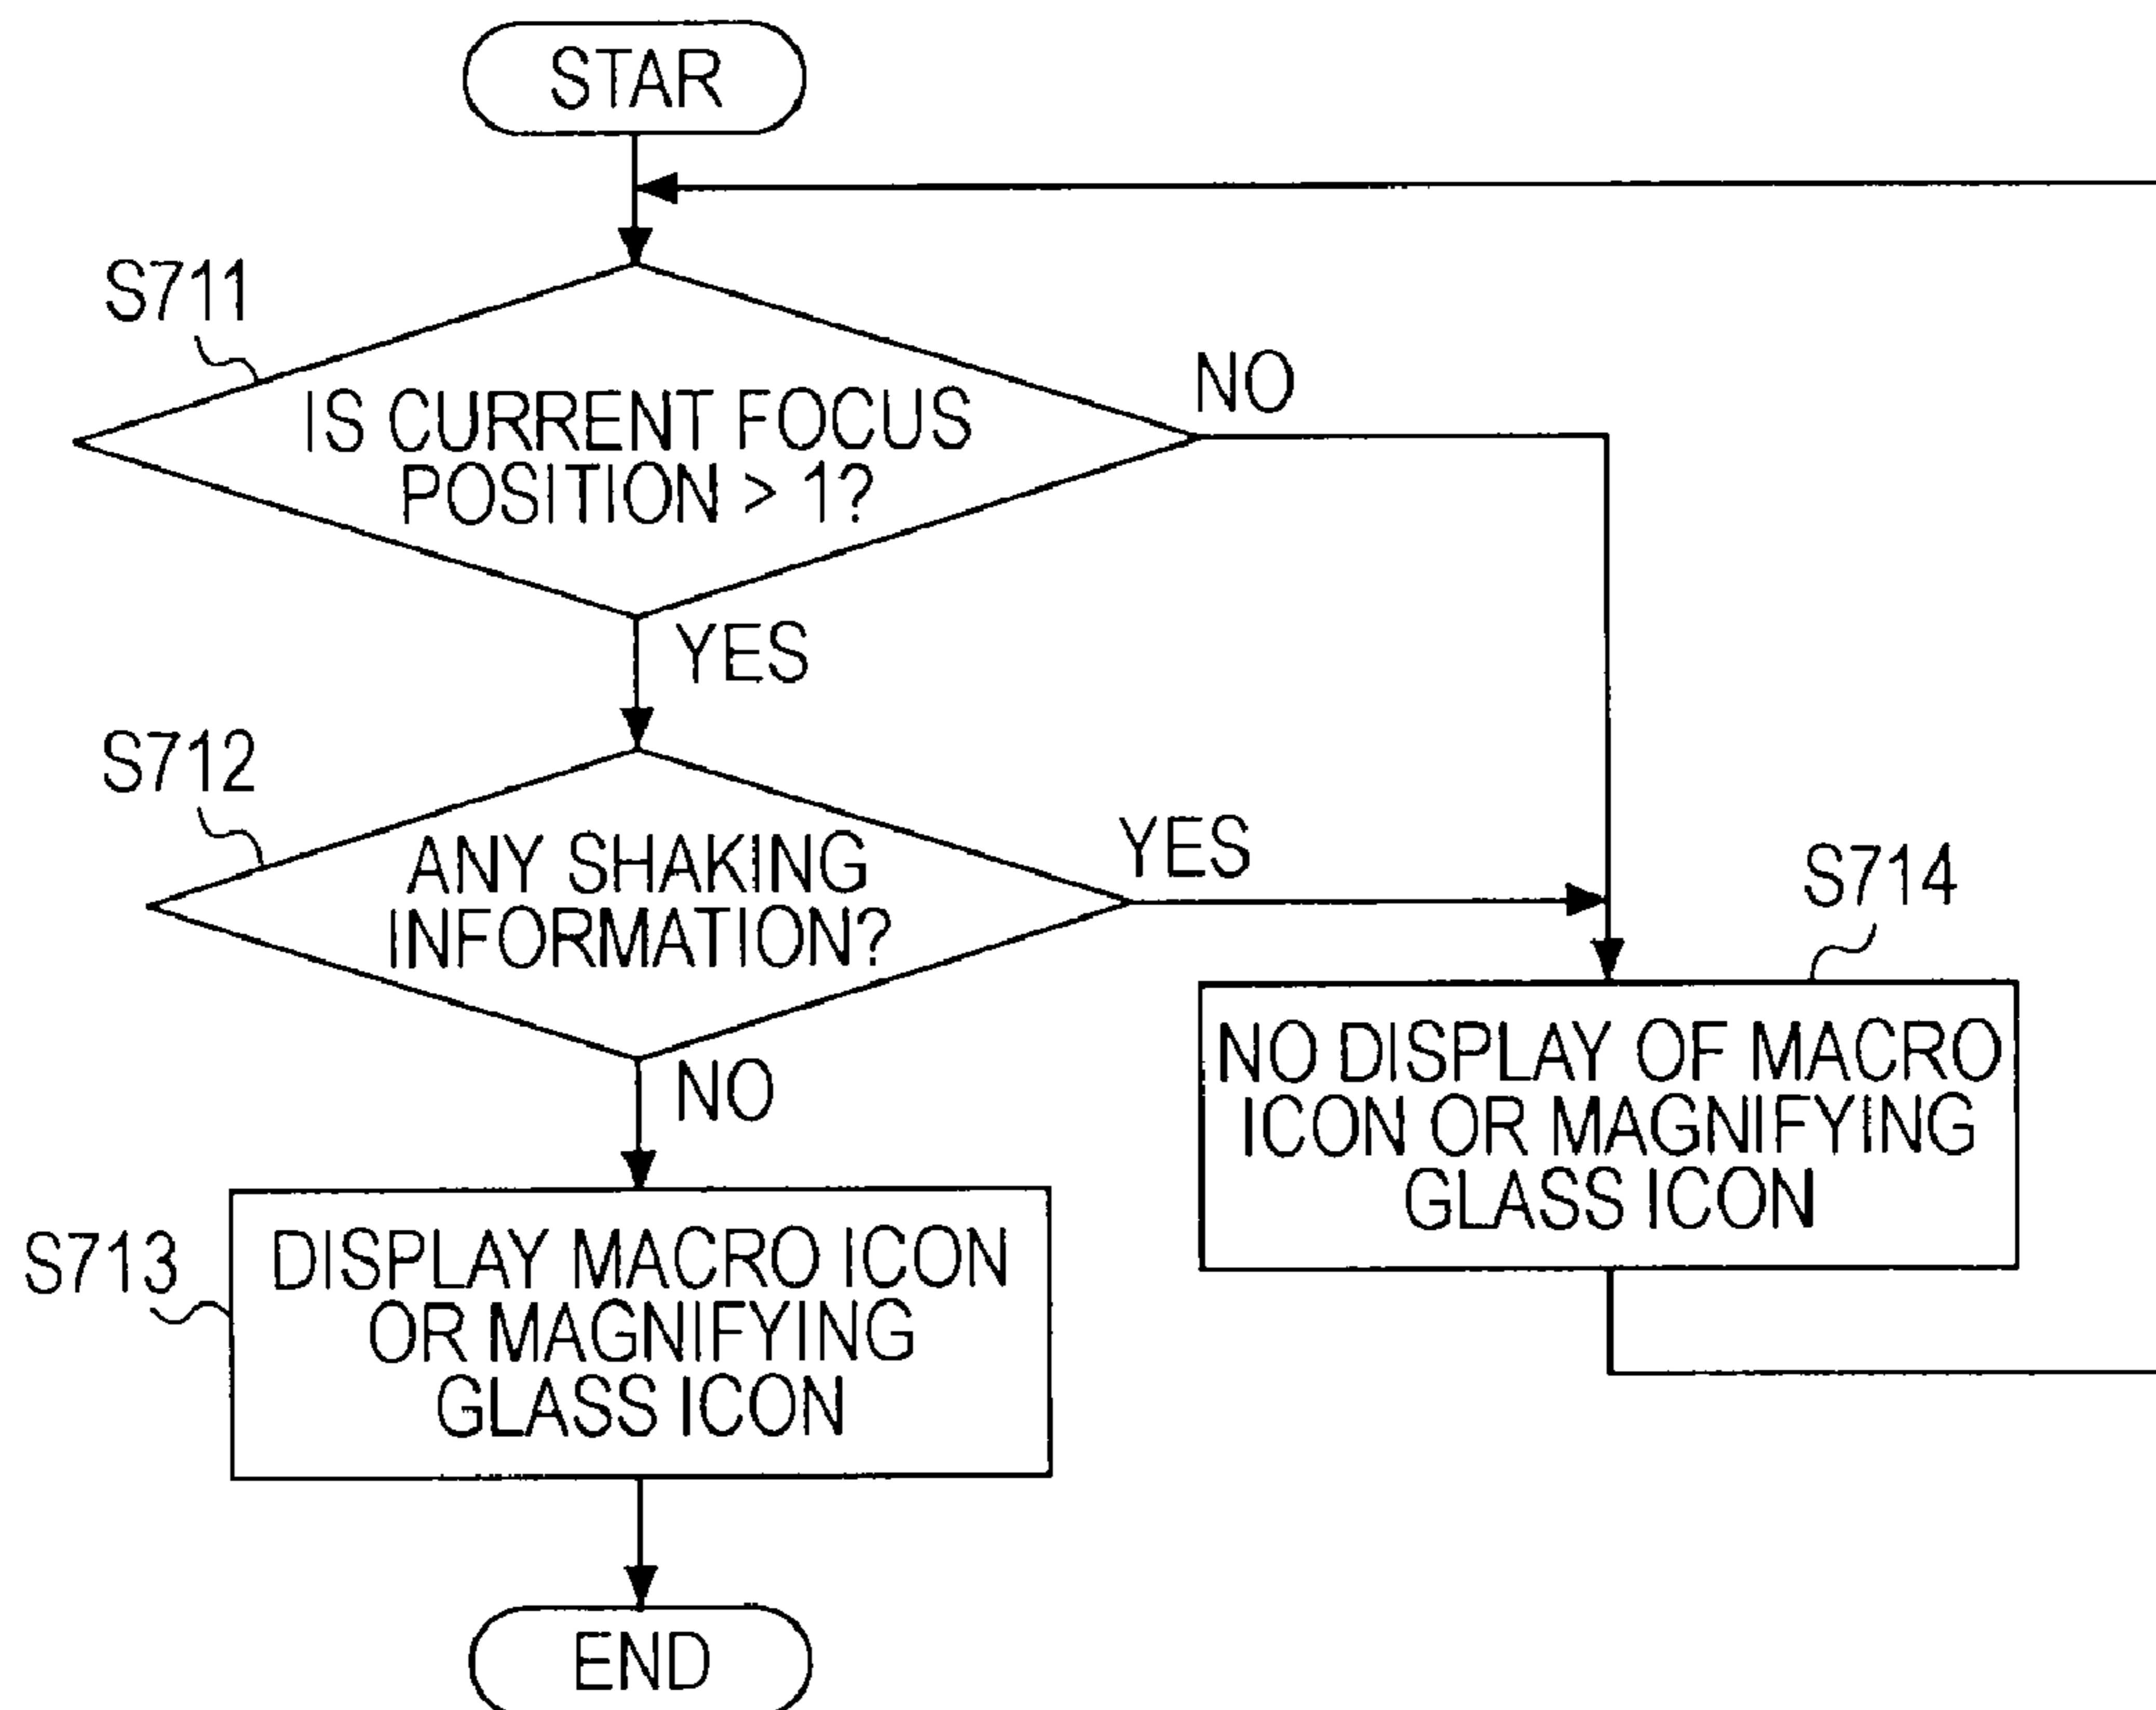 STAR
S711
IS CURRENT FOCUS
POSITION > 1?
NO
YES
S712
ANY SHAKING
INFORMATION?
YES
NO
S714
NO DISPLAY OF MACRO
ICON OR MAGNIFYING
GLASS ICON
S713
DISPLAY MACRO ICON
OR MAGNIFYING
GLASS ICON
END